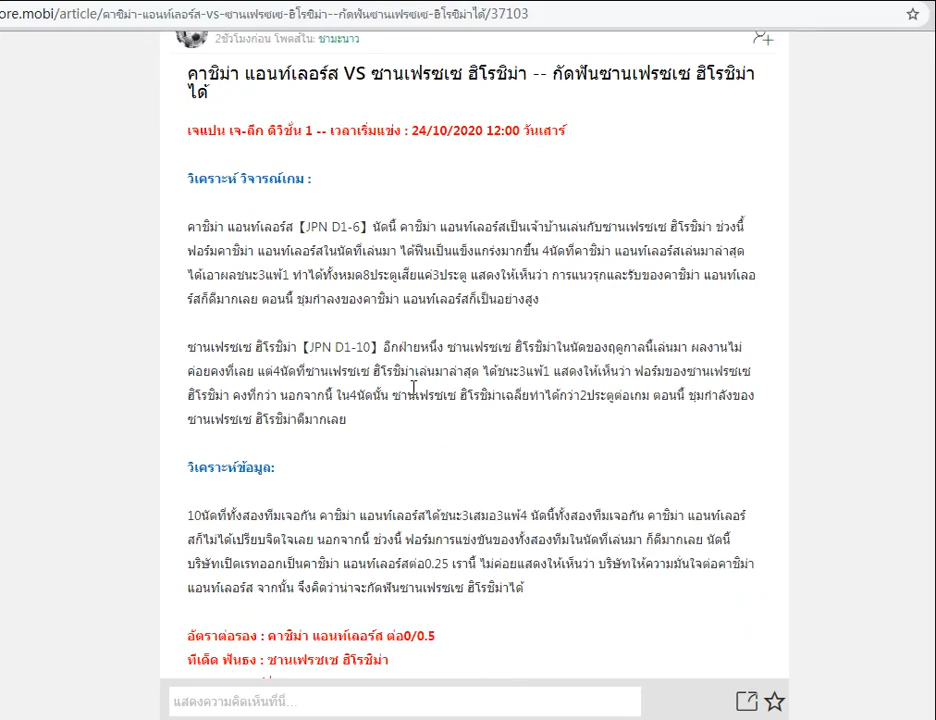 ore.mobi/article/คาชิม่า-แอนท์เลอร์ส-vs-ซานเฟรซเซ-ฮิโรชิม่า--กัดฟันซานเฟรซเซ-ฮิโรชิม่าได้/37103
2ชั่วโมงก่อน โพสต์ใน: ชามะนาว
คาชิม่า แอนท์เลอร์ส VS ซานเฟรซเซ ฮิโรชิม่า -- กัดฟันซานเฟรซเซ ฮิโรชิม่า
ได้
เจแปน เจ-ลีก ดิวิชั่น 1 -- เวลาเริ่มแข่ง : 24/10/2020 12:00 วันเสาร์
วิเคราะห์ วิจารณ์เกม :
คาชิม่า แอนท์เลอร์ส【JPN D1-6】นัดนี้ คาชิม่า แอนท์เลอร์สเป็นเจ้าบ้านเล่นกับซานเฟรซเซ ฮิโรชิม่า ช่วงนี้
ฟอร์มคาชิม่า แอนท์เลอร์สในนัดที่เล่นมา ได้ฟื้นเป็นแข็งแกร่งมากขึ้น 4นัดที่คาชิม่า แอนท์เลอร์สเล่นมาล่าสุด
ได้เอาผลชนะ3แพ้1 ทำได้ทั้งหมด8ประตูเสียแค่3ประตู แสดงให้เห็นว่า การแนวรุกและรับของคาชิม่า แอนท์เลอ
ร์สก็ดีมากเลย ตอนนี้ ชุมกำลงของคาชิม่า แอนท์เลอร์สก็เป็นอย่างสูง
ซานเฟรซเซ ฮิโรชิม่า【JPN D1-10】อีกฝ่ายหนึ่ง ซานเฟรซเซ ฮิโรชิม่าในนัดของฤดูกาลนี้เล่นมา ผลงานไม่
ค่อยคงที่เลย แต่4นัดที่ซานเฟรซเซ ฮิโรชิม่าเล่นมาล่าสุด ได้ชนะ3แพ้1 แสดงให้เห็นว่า ฟอร์มของซานเฟรซเซ
ฮิโรชิม่า คงที่กว่า นอกจากนี้ ใน4นัดนั้น ซานเฟรซเซ ฮิโรชิม่าเฉลี่ยทำได้กว่า2ประตูต่อเกม ตอนนี้ ชุมกำลังของ
ซานเฟรซเซ ฮิโรชิม่าดีมากเลย
วิเคราะห์ข้อมูล:
10นัดที่ทั้งสองทีมเจอกัน คาชิม่า แอนท์เลอร์สได้ชนะ3เสมอ3แพ้4 นัดนี้ทั้งสองทีมเจอกัน คาชิม่า แอนท์เลอร์
สก็ไม่ได้เปรียบจิตใจเลย นอกจากนี้ ช่วงนี้ ฟอร์มการแข่งขันของทั้งสองทีมในนัดที่เล่นมา ก็ดีมากเลย นัดนี้
บริษัทเปิดเรทออกเป็นคาชิม่า แอนท์เลอร์สต่อ0.25 เรานี้ ไม่ค่อยแสดงให้เห็นว่า บริษัทให้ความมั่นใจต่อคาชิม่า
แอนท์เลอร์ส จากนั้น จึงคิดว่าน่าจะกัดฟันซานเฟรซเซ ฮิโรชิม่าได้
อัตราต่อรอง : คาชิม่า แอนท์เลอร์ส ต่อ0/0.5
ทีเด็ด ฟันธง : ซานเฟรซเซ ฮิโรชิม่า
แสดงความคิดเห็นที่นี่...